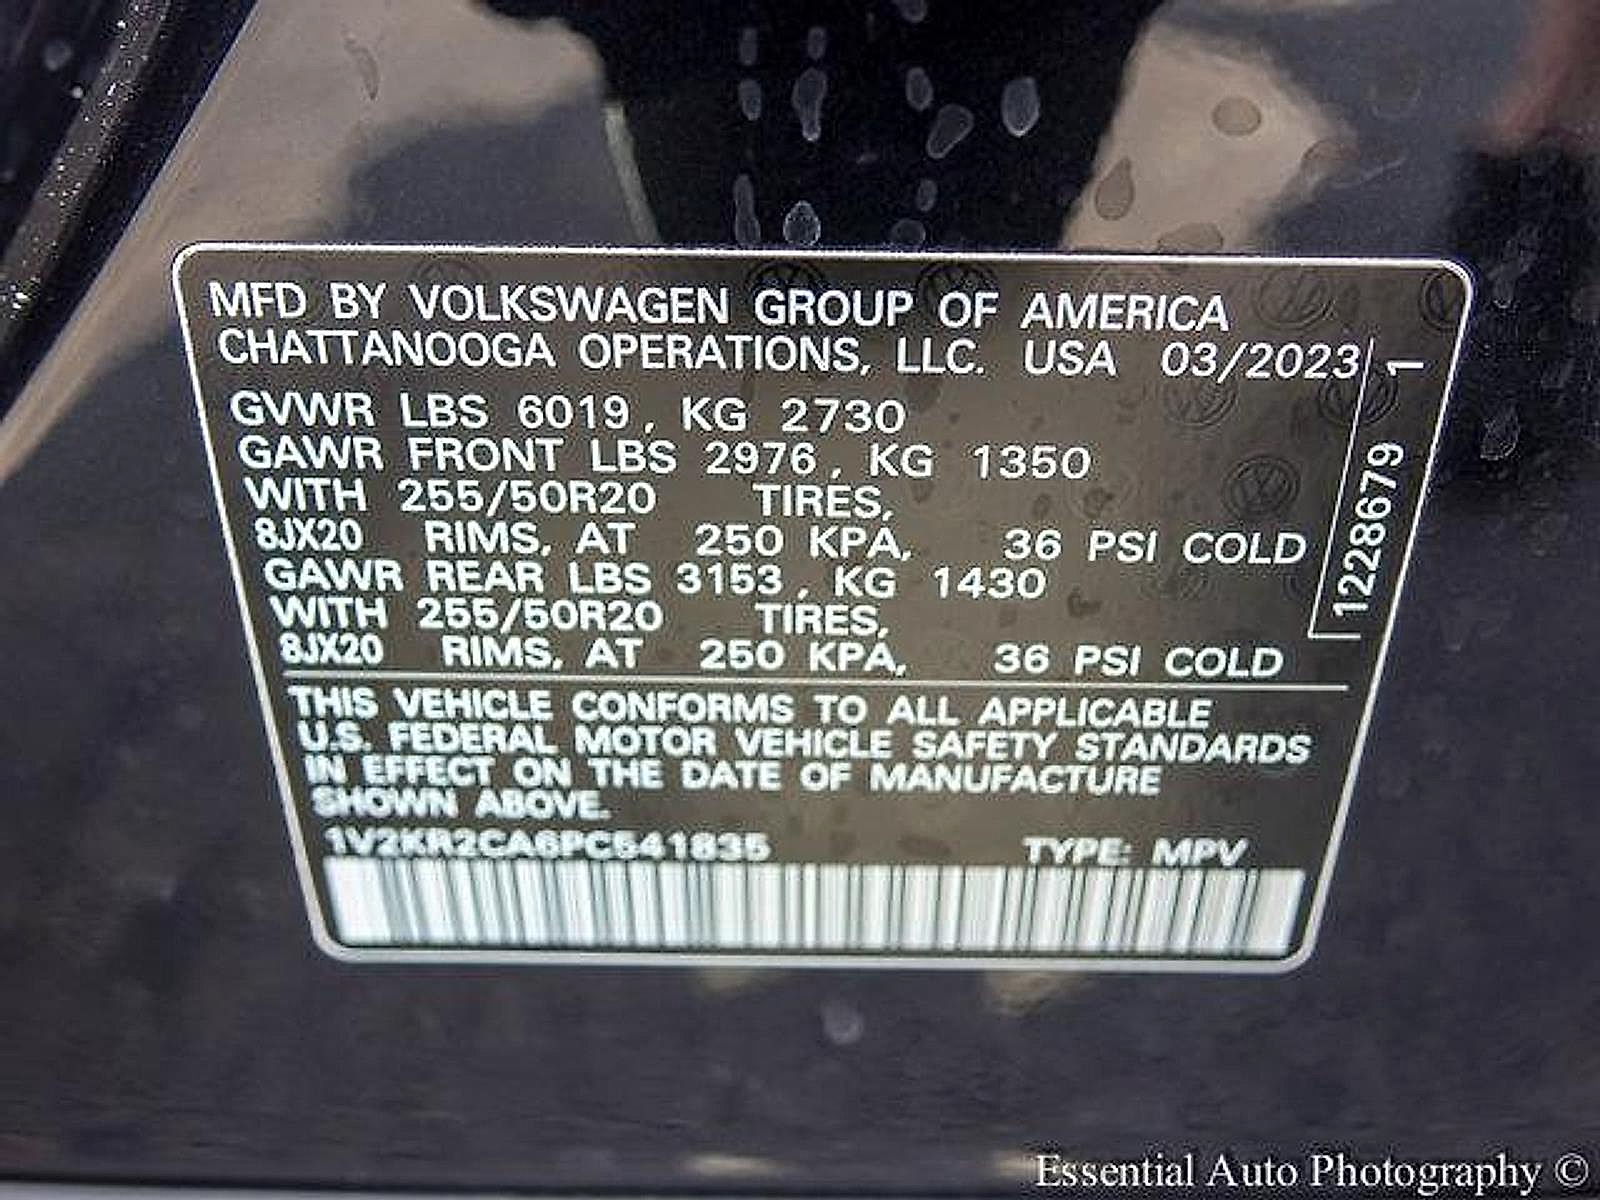 MFD BY VOLKSWAGEN GROUP OF AMERICA
CHATTANOOGA OPERATIONS, LLC. USA 03/2023
GVWR LBS 6019, KG 2730
GAWR FRONT LBS 2976, KG 1350
WITH 255/50R20 TIRES,
8JX20 RIMS, AT 250 KPA, 36 PSI COLD
GAWR REAR LBS 3153, KG 1430
WITH 255/50R20 TIRES,
8JX20 RIMS, AT 250 KPA, 36 PSI COLD
1228679 1
THIS VEHICLE CONFORMS TO ALL APPLICABLE
U.S. FEDERAL MOTOR VEHICLE SAFETY STANDARDS
IN EFFECT ON THE DATE OF MANUFACTURE
SHOWN ABOVE.
1V2KR2CA6PC541835 TYPE: MPV
Essential Auto Photography ©